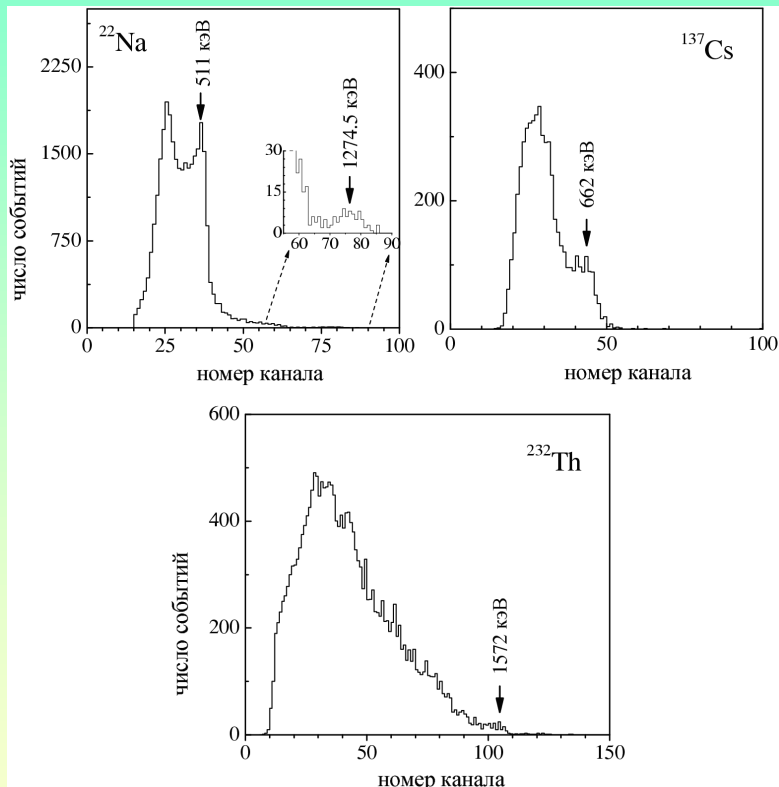 ²²Na
511 кэВ
число событий
2250
1500
750
0
0 25 50 75 100
номер канала
1274.5 кэВ
30
15
0
60 70 80 90
¹³⁷Cs
662 кэВ
400
200
0
0 50 100
номер канала
²³²Th
1572 кэВ
число событий
600
400
200
0
0 50 100 150
номер канала